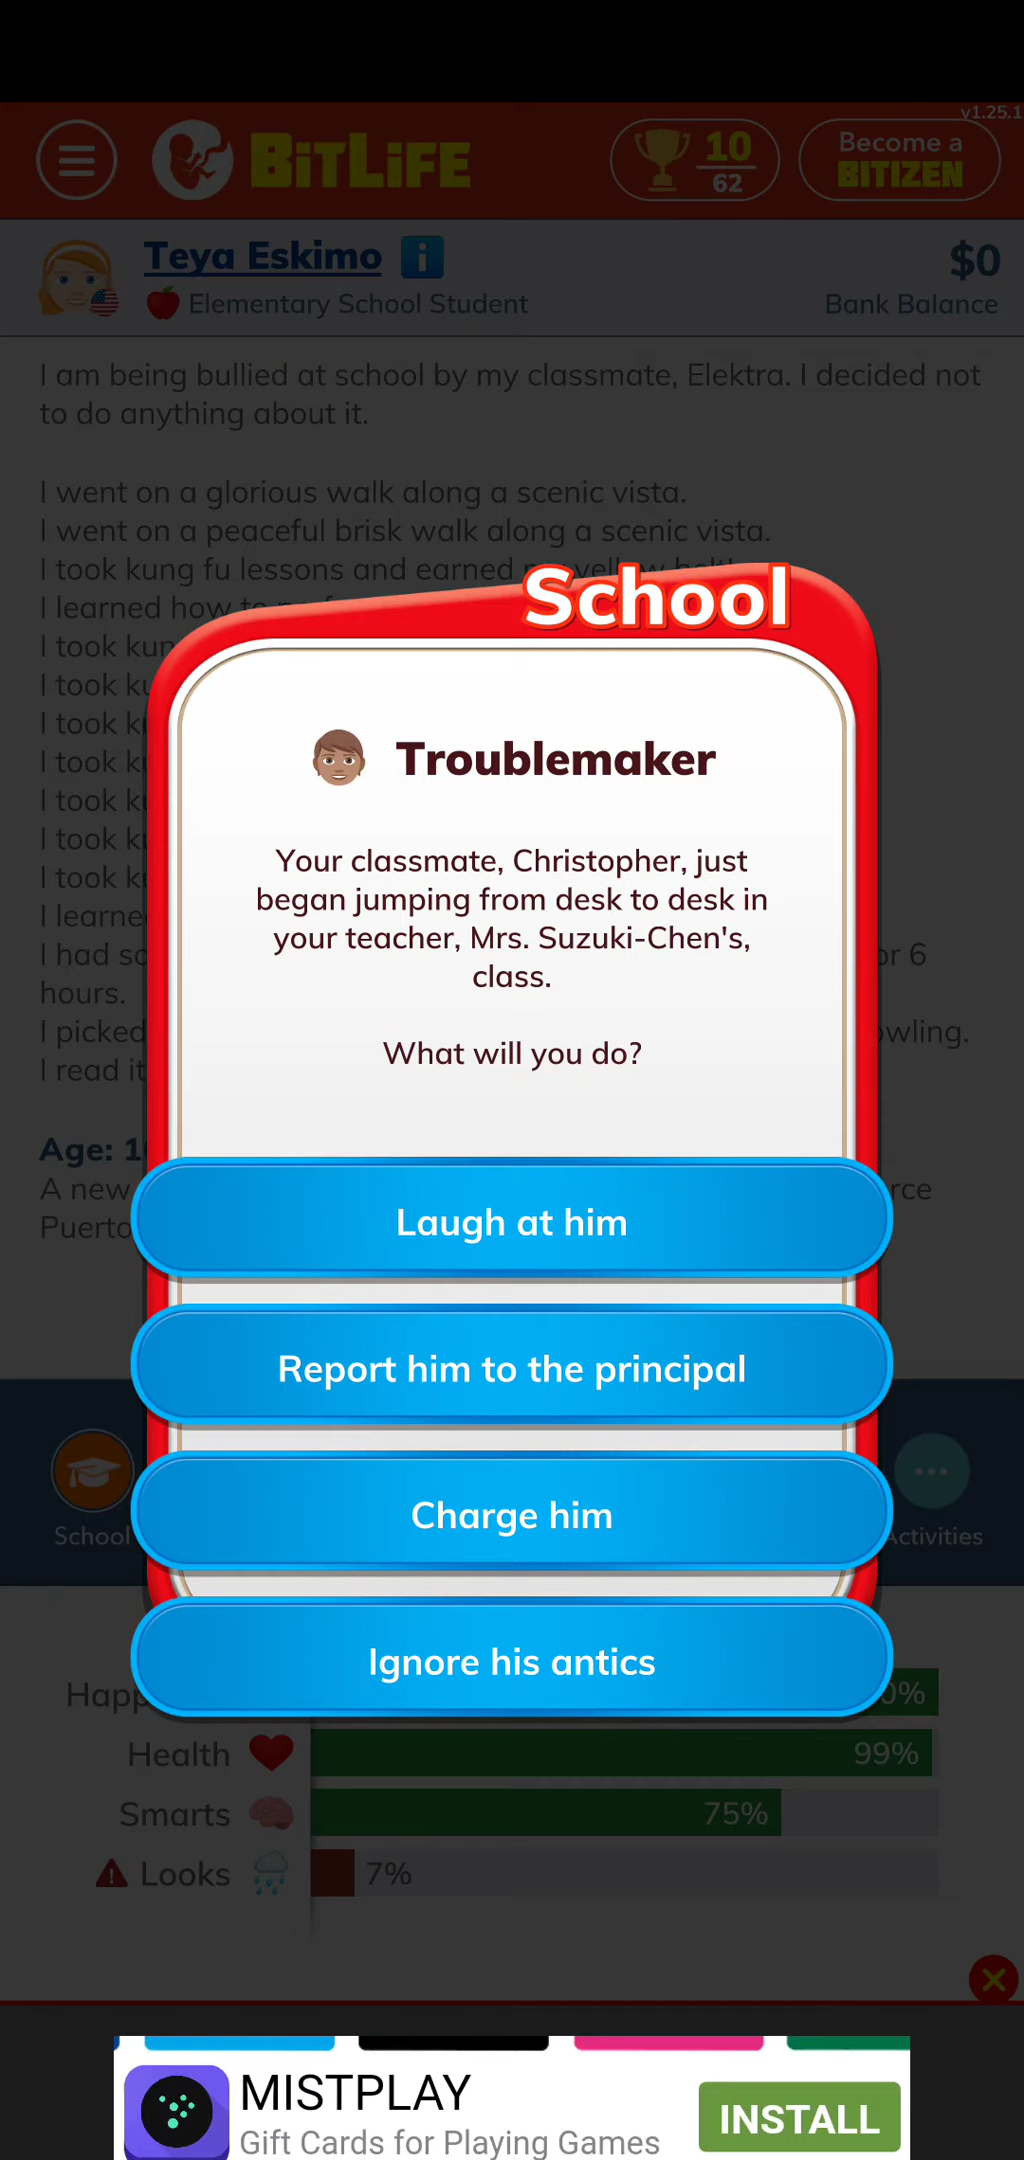 v1.25.1
BITLIFE
10
62
Become a
BITIZEN
Teya Eskimo
$0
Elementary School Student
Bank Balance
I am being bullied at school by my classmate, Elektra. I decided not
to do anything about it.
I went on a glorious walk along a scenic vista.
I went on a peaceful brisk walk along a scenic vista.
I took kung fu lessons and earned
School
I learned how to
I took
I took
I took
I took
I took
I took
I took
I
I had
6
hours.
I picked
I read
Troublemaker
Your classmate, Christopher, just
began jumping from desk to desk in
your teacher, Mrs. Suzuki-Chen's,
class.
What will you do?
Age:
A new
Laugh at him
Report him to the principal
Charge him
Ignore his antics
School
Activities
Health
99%
Smarts
75%
Looks
7%
MISTPLAY
Gift Cards for Playing Games
INSTALL